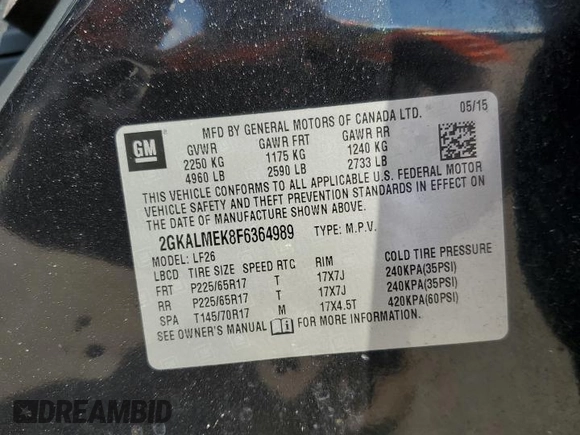 MFD BY GENERAL MOTORS OF CANADA LTD. 05/15
GM
GVWR GAWR FRT GAWR RR
2250 KG 1175 KG 1240 KG
4960 LB 2590 LB 2733 LB
THIS VEHICLE CONFORMS TO ALL APPLICABLE U.S. FEDERAL MOTOR
VEHICLE SAFETY AND THEFT PREVENTION STANDARDS IN EFFECT ON
THE DATE OF MANUFACTURE SHOWN ABOVE.
2GKALMEK8F6364989 TYPE: M.P.V.
MODEL: LF26
LBCD TIRE SIZE SPEED RTG RIM COLD TIRE PRESSURE
FRT P225/65R17 T 17X7J 240KPA(35PSI)
RR P225/65R17 T 17X7J 240KPA(35PSI)
SPA T145/70R17 M 17X4.5T 420KPA(60PSI)
SEE OWNER'S MANUAL FOR MORE INFORMATION.
DREAMBID